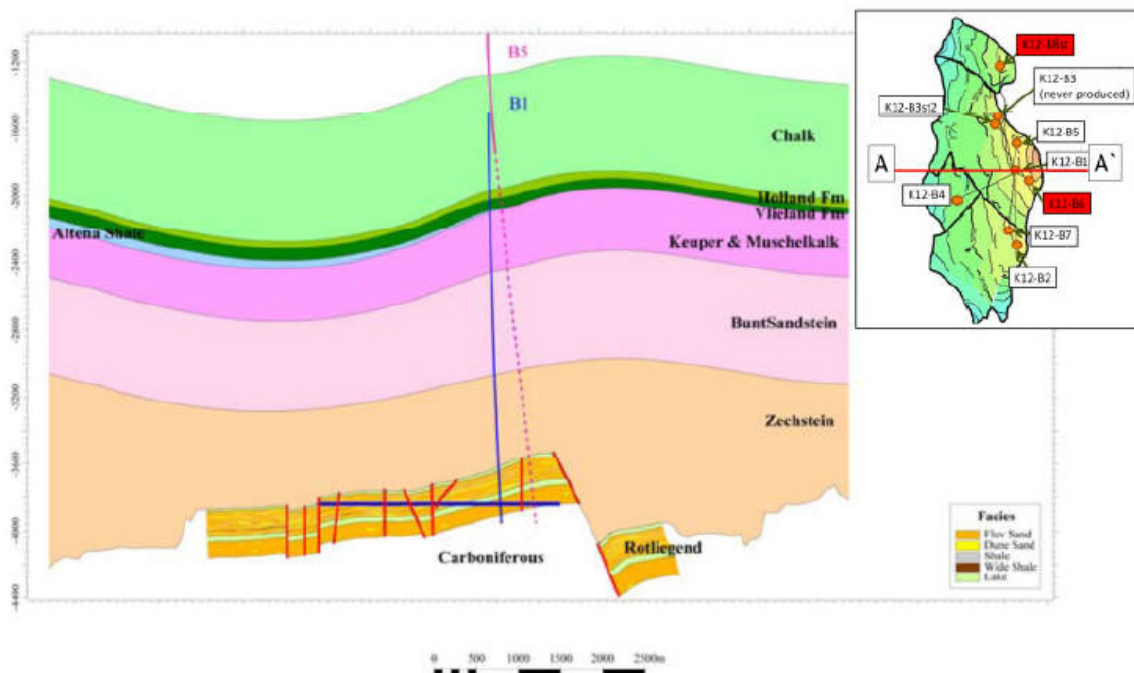 -1200
-1600
-2000
-2400
-2800
-3200
-3600
-4000
-4400
B5
B1
Chalk
Holland Fm
Vlieland Fm
Altena Shale
Keuper & Muschelkalk
BuntSandstein
Zechstein
Carboniferous
Rotliegend
Facies
Fluv Sand
Dune Sand
Shale
Wide Shale
Lake
0 500 1000 1500 2000 2500m
K12-B3
(never produced)
K12-B3st2
K12-B5
K12-B1
A
A`
K12-B4
K12-B6
K12-B7
K12-B2